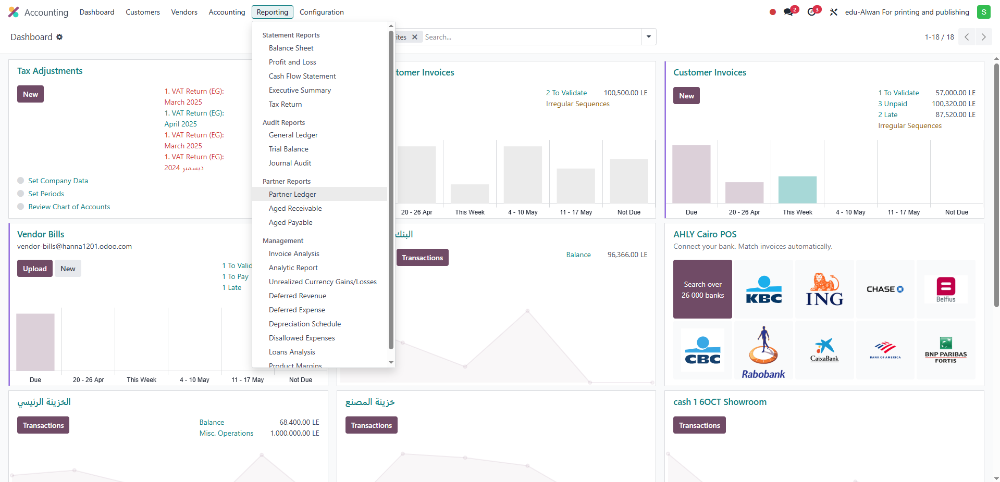 Accounting
Dashboard
Customers
Vendors
Accounting
Reporting
Configuration
2
3
edu-Alwan For printing and publishing
S
Dashboard
Search...
1-18 / 18
Statement Reports
Balance Sheet
Profit and Loss
Cash Flow Statement
Executive Summary
Tax Return
Audit Reports
General Ledger
Trial Balance
Journal Audit
Partner Reports
Partner Ledger
Aged Receivable
Aged Payable
Management
Invoice Analysis
Analytic Report
Unrealized Currency Gains/Losses
Deferred Revenue
Deferred Expense
Depreciation Schedule
Disallowed Expenses
Loans Analysis
Product Margins
Tax Adjustments
New
1. VAT Return (EG):
March 2025
1. VAT Return (EG):
April 2025
1. VAT Return (EG):
March 2025
1. VAT Return (EG):
ديسمبر 2024
Set Company Data
Set Periods
Review Chart of Accounts
tomer Invoices
2 To Validate 100,500.00 LE
Irregular Sequences
20 - 26 Apr
This Week
4 - 10 May
11 - 17 May
Not Due
Customer Invoices
New
1 To Validate 57,000.00 LE
3 Unpaid 100,320.00 LE
2 Late 87,520.00 LE
Irregular Sequences
Due
20 - 26 Apr
This Week
4 - 10 May
11 - 17 May
Not Due
Vendor Bills
vendor-bills@hanna1201.odoo.com
Upload
New
1 To Valid
1 To Pay
1 Late
Due
20 - 26 Apr
This Week
4 - 10 May
11 - 17 May
Not Due
البنك
Transactions
Balance 96,366.00 LE
AHLY Cairo POS
Connect your bank. Match invoices automatically.
Search over
26 000 banks
KBC
ING
CHASE
Belfius
CBC
Rabobank
CaixaBank
BANK OF AMERICA
BNP PARIBAS
FORTIS
الخزينة الرئيسي
Transactions
Balance 68,400.00 LE
Misc. Operations 1,000,000.00 LE
خزينة المصنع
Transactions
cash 1 6OCT Showroom
Transactions